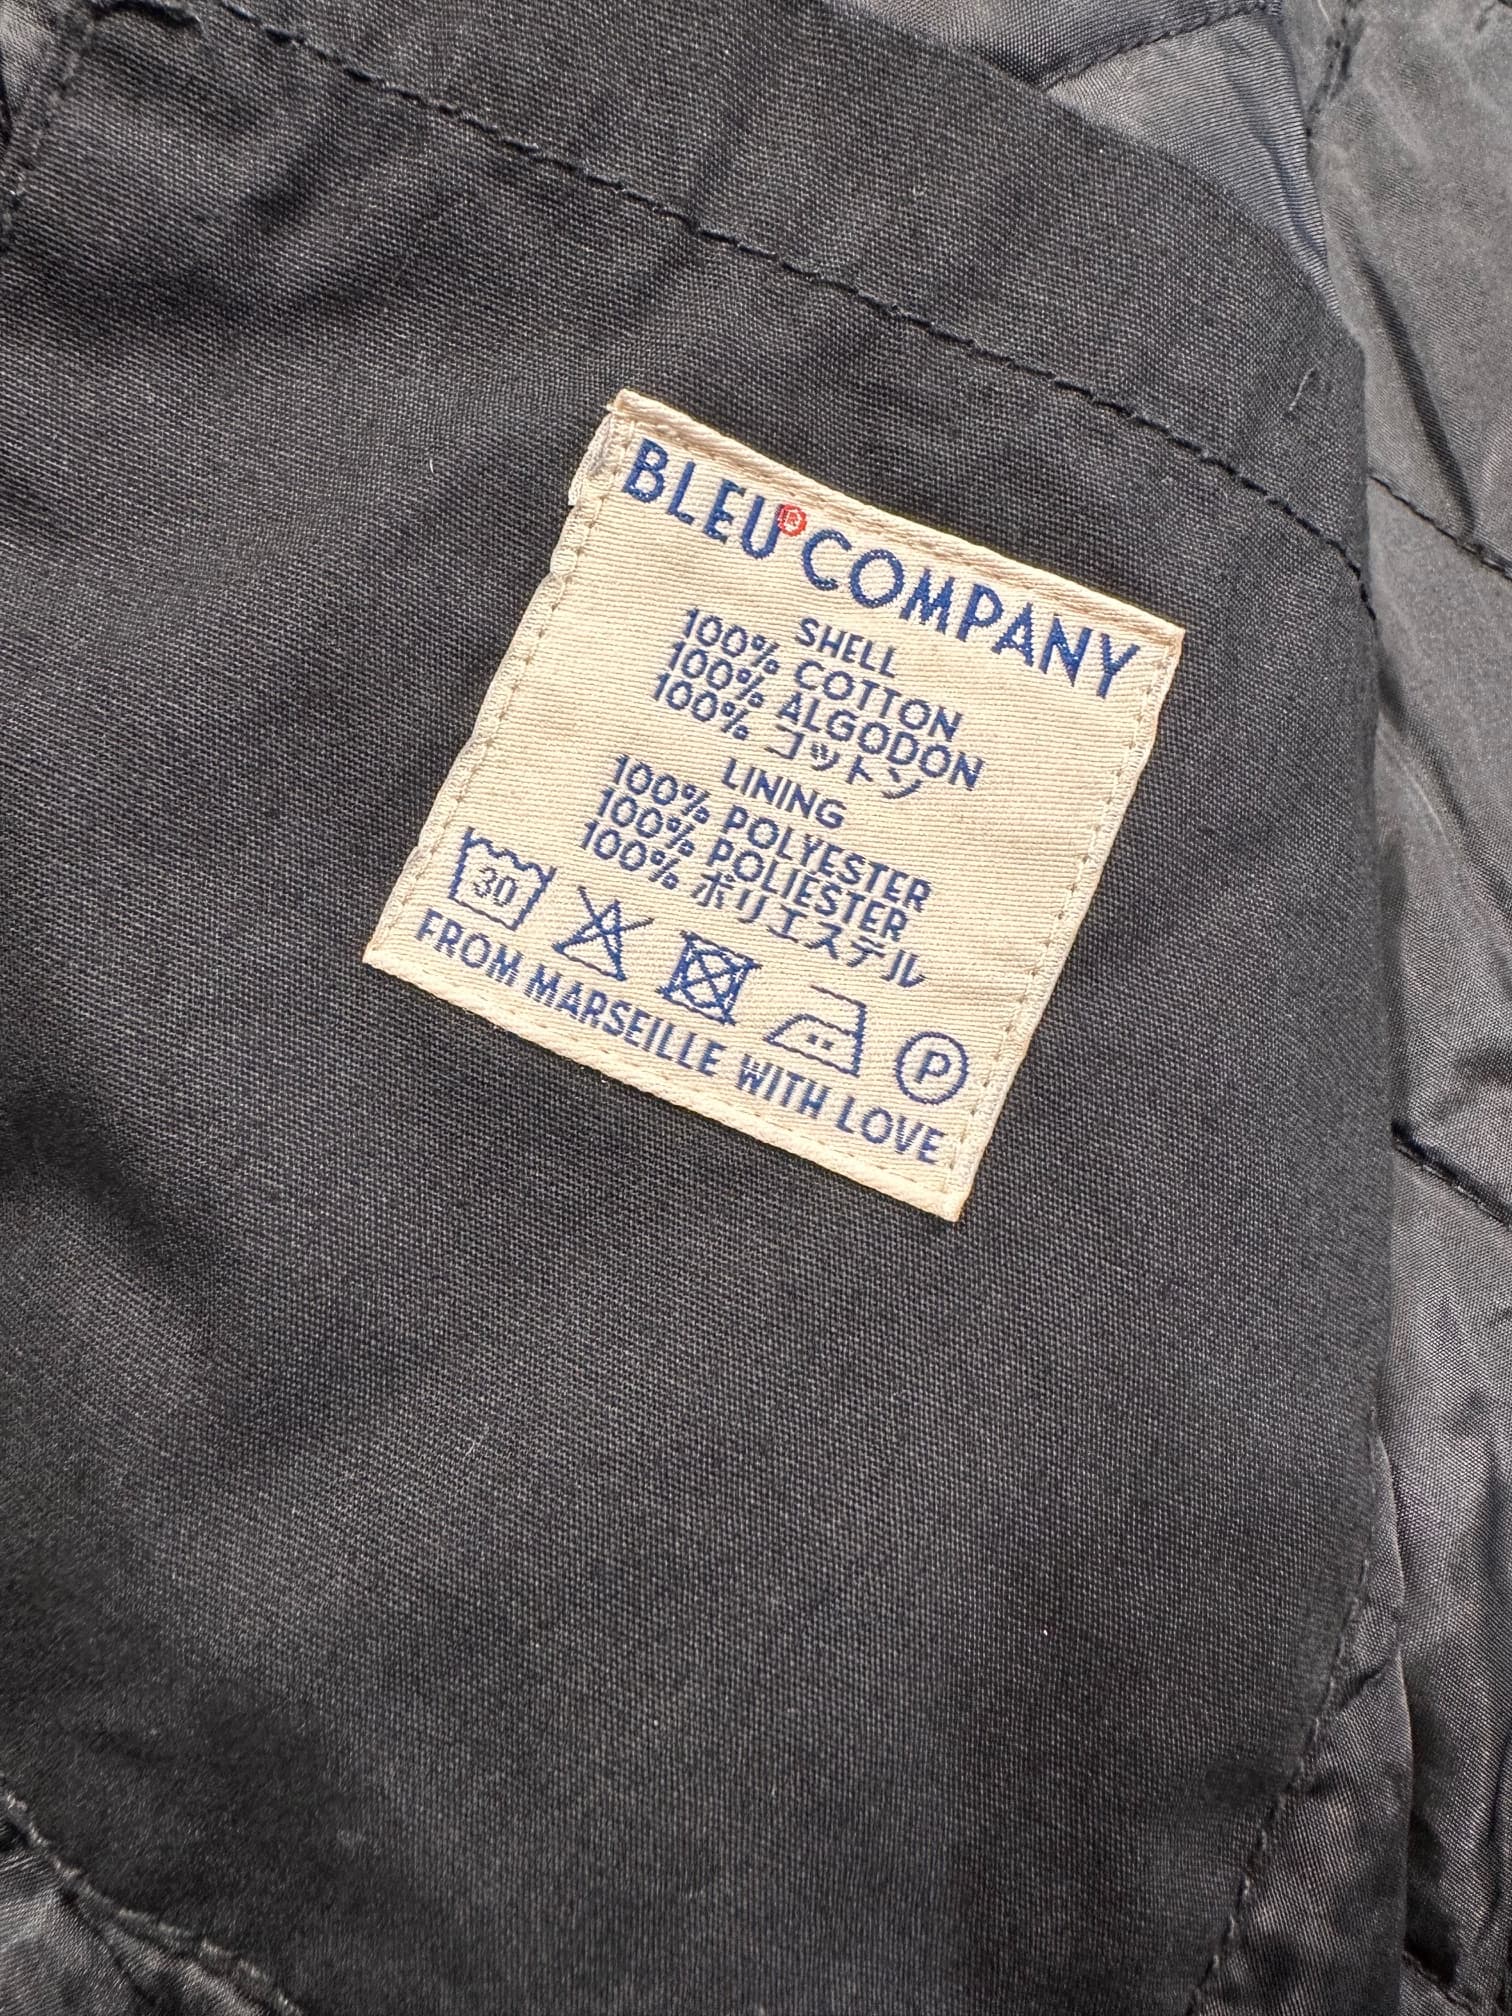 BLEU® COMPANY
SHELL
100% COTTON
100% ALGODON
100% コットン
LINING
100% POLYESTER
100% POLIESTER
100% ポリエステル
30 P
FROM MARSEILLE WITH LOVE